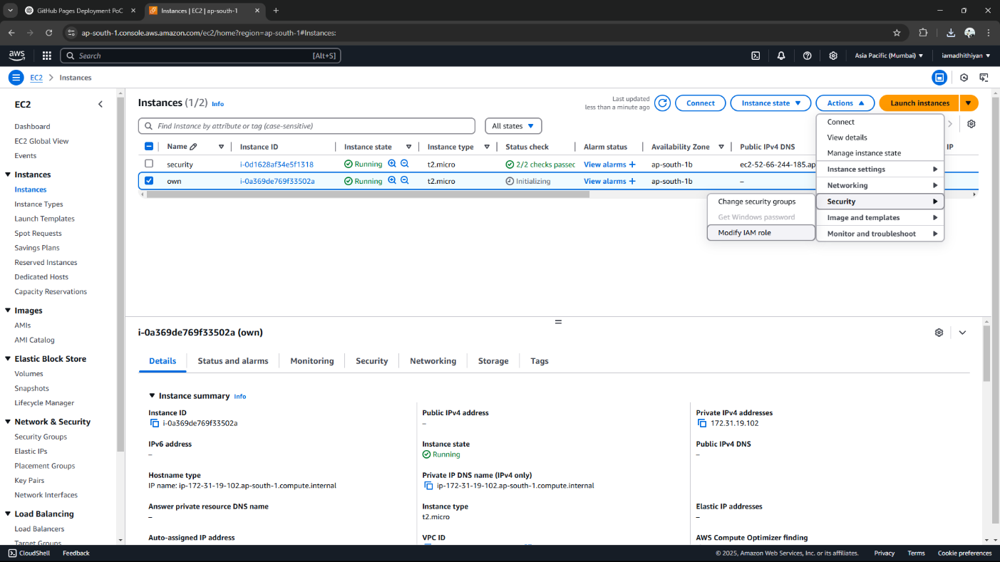 GitHub Pages Deployment PoC
Instances | EC2 | ap-south-1
ap-south-1.console.aws.amazon.com/ec2/home?region=ap-south-1#Instances:
aws
Search
[Alt+S]
Asia Pacific (Mumbai)
iamadhithiyan
EC2 > Instances
EC2
Dashboard
EC2 Global View
Events
Instances
Instances
Instance Types
Launch Templates
Spot Requests
Savings Plans
Reserved Instances
Dedicated Hosts
Capacity Reservations
Images
AMIs
AMI Catalog
Elastic Block Store
Volumes
Snapshots
Lifecycle Manager
Network & Security
Security Groups
Elastic IPs
Placement Groups
Key Pairs
Network Interfaces
Load Balancing
Load Balancers
Target Groups
Instances (1/2) Info
Last updated
less than a minute ago
Connect
Instance state
Actions
Launch instances
Find Instance by attribute or tag (case-sensitive)
All states
Name Instance ID Instance state Instance type Status check Alarm status Availability Zone Public IPv4 DNS IP
security i-0d1628af34e5f1318 Running t2.micro 2/2 checks passec View alarms + ap-south-1b ec2-52-66-244-185.ap
own i-0a369de769f33502a Running t2.micro Initializing View alarms + ap-south-1b –
Connect
View details
Manage instance state
Instance settings
Networking
Security
Image and templates
Monitor and troubleshoot
Change security groups
Get Windows password
Modify IAM role
i-0a369de769f33502a (own)
Details Status and alarms Monitoring Security Networking Storage Tags
Instance summary Info
Instance ID
i-0a369de769f33502a
Public IPv4 address
–
Private IPv4 addresses
172.31.19.102
IPv6 address
–
Instance state
Running
Public IPv4 DNS
–
Hostname type
IP name: ip-172-31-19-102.ap-south-1.compute.internal
Private IP DNS name (IPv4 only)
ip-172-31-19-102.ap-south-1.compute.internal
Answer private resource DNS name
–
Instance type
t2.micro
Elastic IP addresses
–
Auto-assigned IP address
VPC ID
AWS Compute Optimizer finding
CloudShell
Feedback
© 2025, Amazon Web Services, Inc. or its affiliates.
Privacy
Terms
Cookie preferences